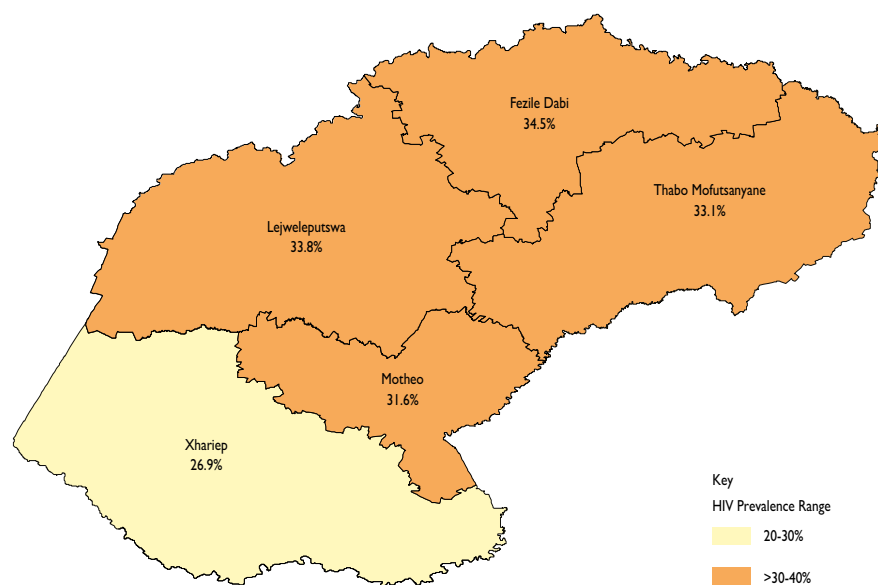 Fezile Dabi
34.5%
Thabo Mofutsanyane
33.1%
Lejweleputswa
33.8%
Motheo
31.6%
Xhariep
26.9%
Key
HIV Prevalence Range
20-30%
>30-40%